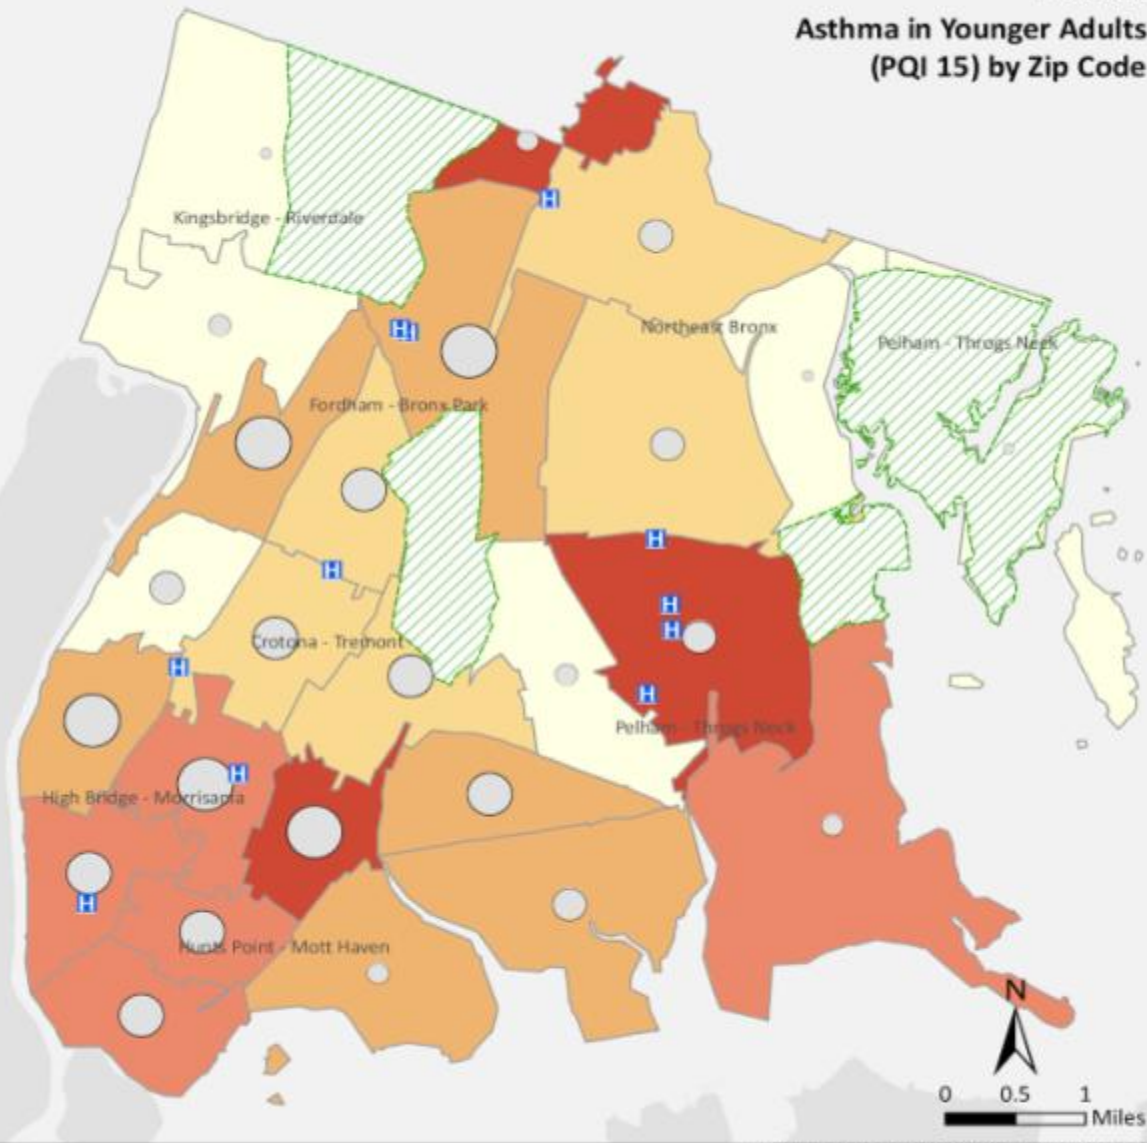 Asthma in Younger Adults
(PQI 15) by Zip Code
H
Kingsbridge - Riverdale
H H
Northeast Bronx
Pelham - Throgs Neck
Fordham - Bronx Park
H
H
H
Crotona - Tremont
H
H
H
Pelham - Throgs Neck
H
High Bridge - Morrisania
H
Hunts Point - Mott Haven
N
0 0.5 1
Miles